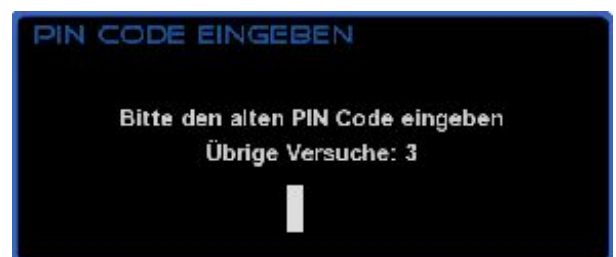 PIN CODE EINGEBEN
Bitte den alten PIN Code eingeben
Übrige Versuche: 3